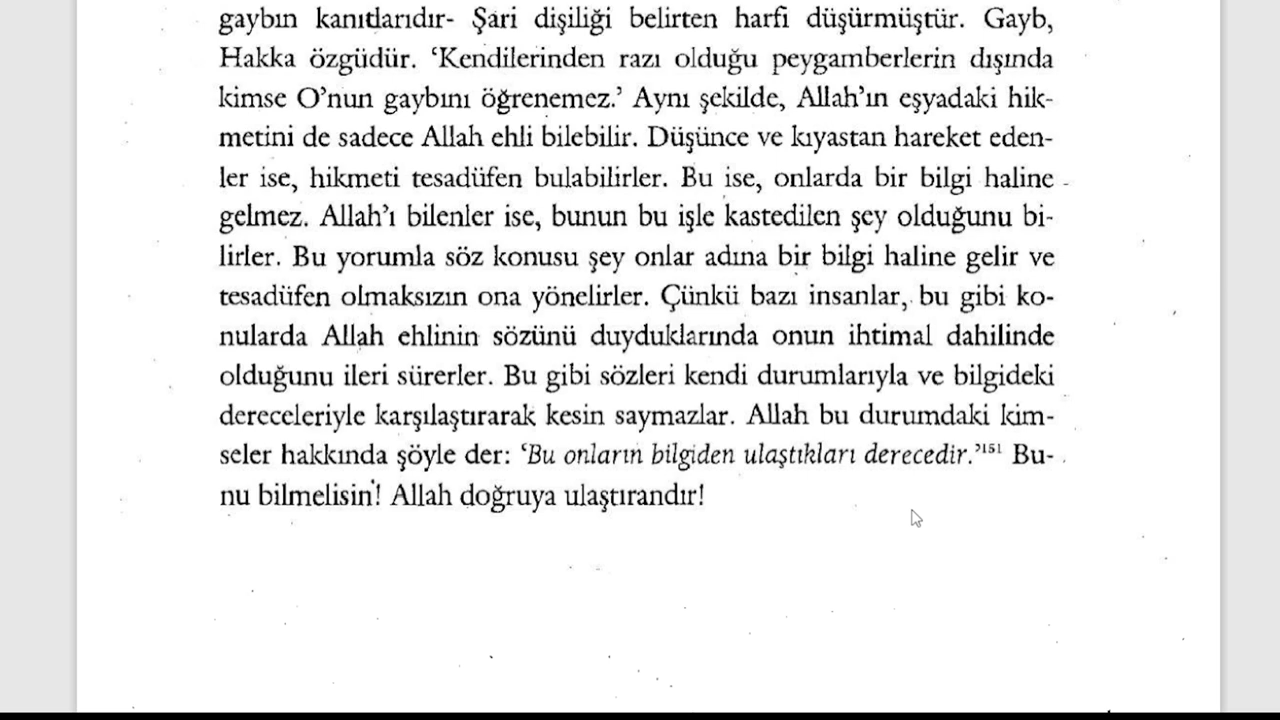 gaybın kanıtlarıdır- Şari dişiliği belirten harfi düşürmüştür. Gayb,
Hakka özgüdür. ‘Kendilerinden razı olduğu peygamberlerin dışında
kimse O’nun gaybını öğrenemez.’ Aynı şekilde, Allah’ın eşyadaki hik-
metini de sadece Allah ehli bilebilir. Düşünce ve kıyastan hareket eden-
ler ise, hikmeti tesadüfen bulabilirler. Bu ise, onlarda bir bilgi haline
gelmez. Allah’ı bilenler ise, bunun bu işle kastedilen şey olduğunu bi-
lirler. Bu yorumla söz konusu şey onlar adına bir bilgi haline gelir ve
tesadüfen olmaksızın ona yönelirler. Çünkü bazı insanlar, bu gibi ko-
nularda Allah ehlinin sözünü duyduklarında onun ihtimal dahilinde
olduğunu ileri sürerler. Bu gibi sözleri kendi durumlarıyla ve bilgideki
dereceleriyle karşılaştırarak kesin saymazlar. Allah bu durumdaki kim-
seler hakkında şöyle der: ‘Bu onların bilgiden ulaştıkları derecedir.’¹⁵¹ Bu-
nu bilmelisin! Allah doğruya ulaştırandır!